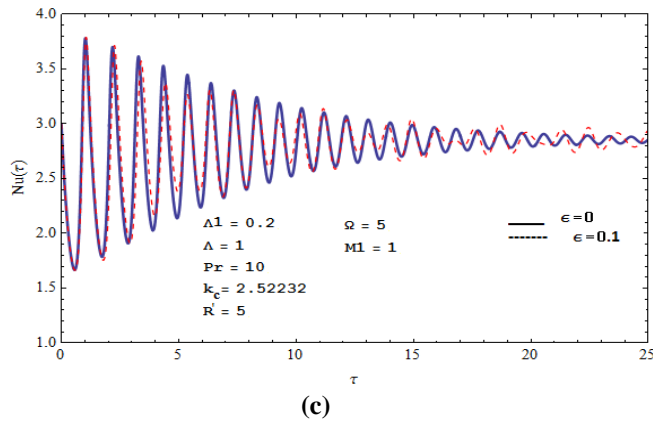 4.0
3.5
3.0
2.5
2.0
1.5
1.0
Nu(τ)
Λ1 = 0.2
Ω = 5
Λ = 1
M1 = 1
Pr = 10
k_c = 2.52232
R' = 5
ϵ=0
ϵ=0.1
0 5 10 15 20 25
τ
(c)